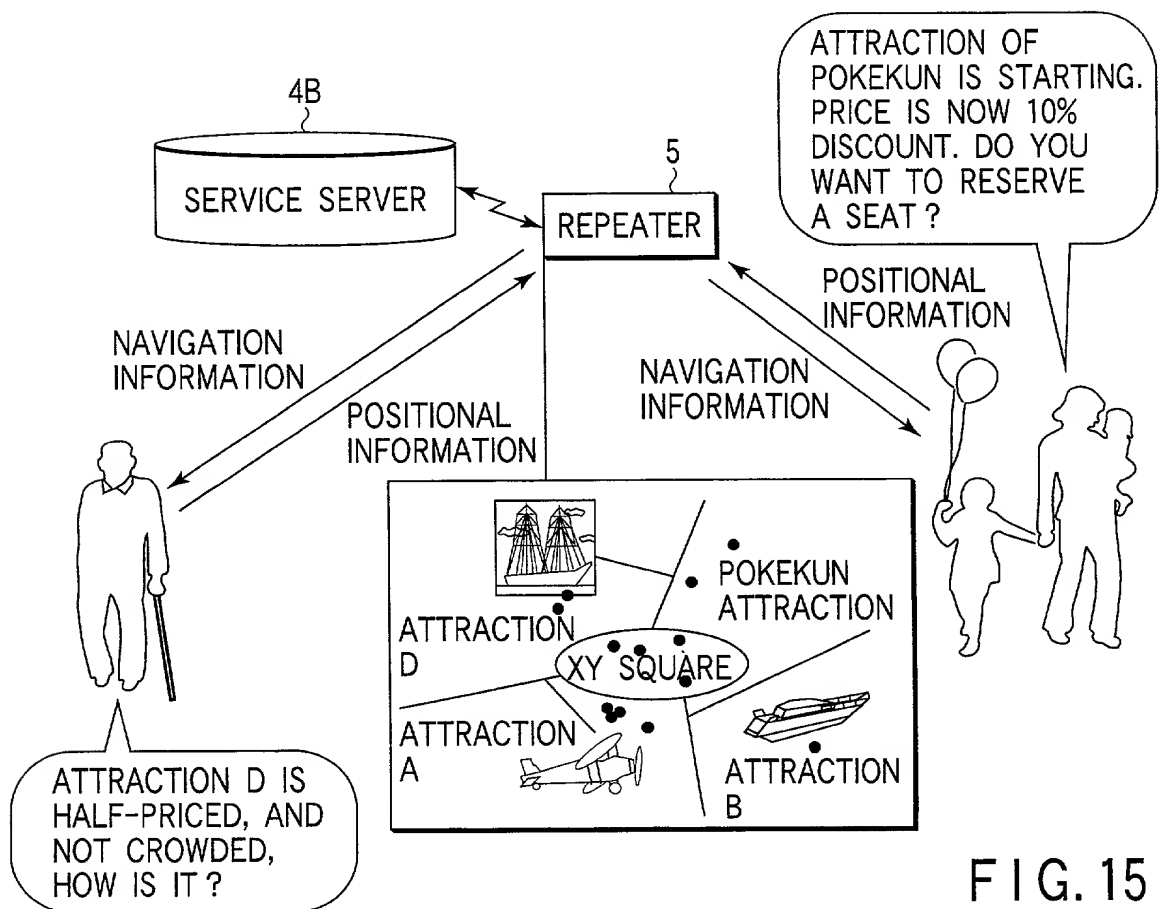 4B
SERVICE SERVER
5
REPEATER
ATTRACTION OF
POKEKUN IS STARTING.
PRICE IS NOW 10%
DISCOUNT. DO YOU
WANT TO RESERVE
A SEAT?
NAVIGATION
INFORMATION
POSITIONAL
INFORMATION
NAVIGATION
INFORMATION
POSITIONAL
INFORMATION
POKEKUN
ATTRACTION
ATTRACTION
D
XY SQUARE
ATTRACTION
A
ATTRACTION
B
ATTRACTION D IS
HALF-PRICED, AND
NOT CROWDED,
HOW IS IT?
FIG. 15